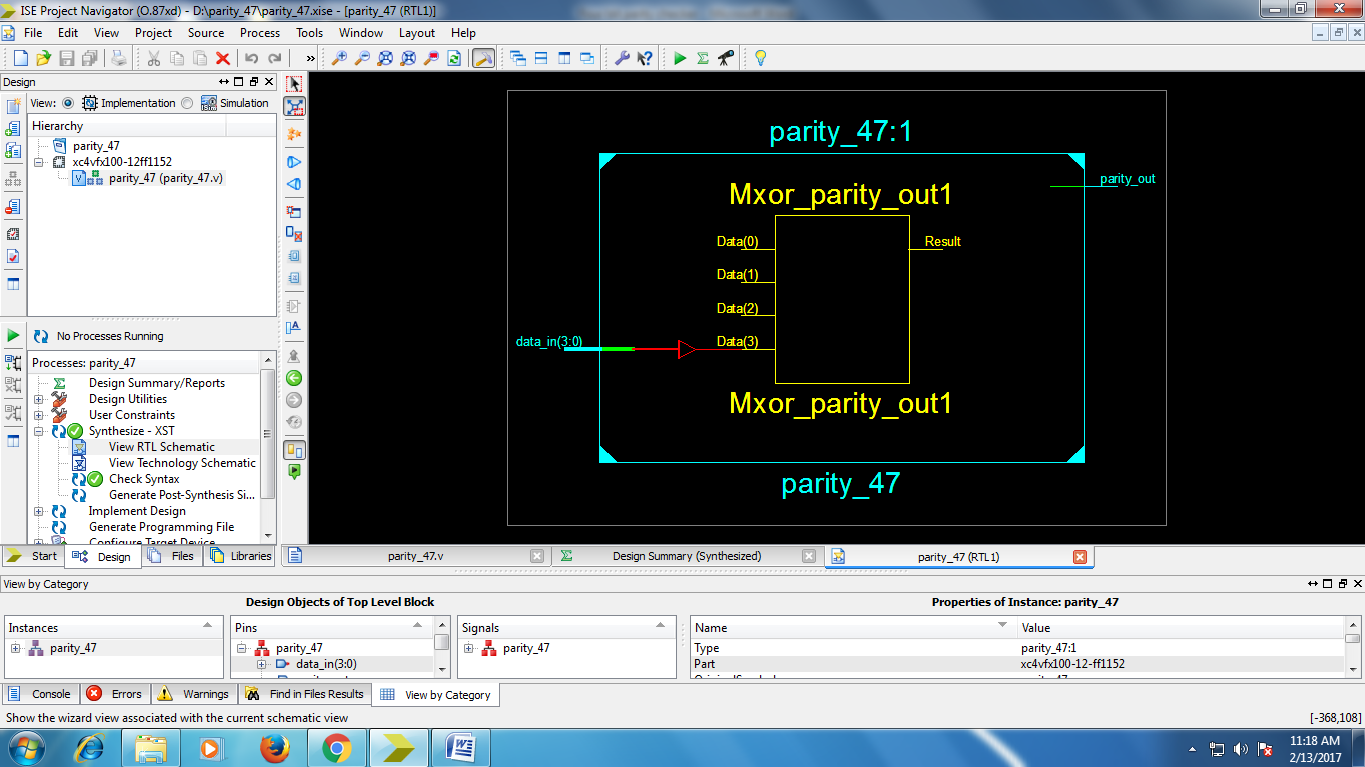 ISE Project Navigator (O.87xd) - D:\parity_47\parity_47.xise - [parity_47 (RTL1)]
File Edit View Project Source Process Tools Window Layout Help
»
Design
View: Implementation Simulation
Hierarchy
parity_47
xc4vfx100-12ff1152
V parity_47 (parity_47.v)
No Processes Running
Processes: parity_47
Design Summary/Reports
Design Utilities
User Constraints
Synthesize - XST
View RTL Schematic
View Technology Schematic
Check Syntax
Generate Post-Synthesis Si...
Implement Design
Generate Programming File
Configure Target Device
Start Design Files Libraries
parity_47:1
parity_out
Mxor_parity_out1
Data(0) Result
Data(1)
Data(2)
data_in(3:0) Data(3)
Mxor_parity_out1
parity_47
parity_47.v Design Summary (Synthesized) parity_47 (RTL1)
View by Category
Design Objects of Top Level Block Properties of Instance: parity_47
Instances Pins Signals Name Value
parity_47 parity_47 parity_47 Type parity_47:1
data_in(3:0) Part xc4vfx100-12-ff1152
Console Errors Warnings Find in Files Results View by Category
Show the wizard view associated with the current schematic view [-368,108]
11:18 AM
2/13/2017